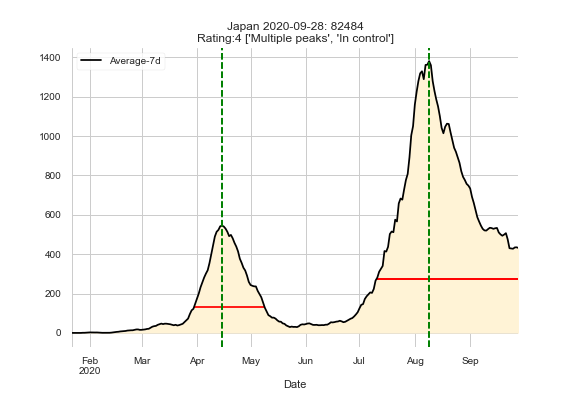 Japan 2020-09-28: 82484
Rating:4 ['Multiple peaks', 'In control']
Average-7d
1400
1200
1000
800
600
400
200
0
Feb Mar Apr May Jun Jul Aug Sep
2020
Date